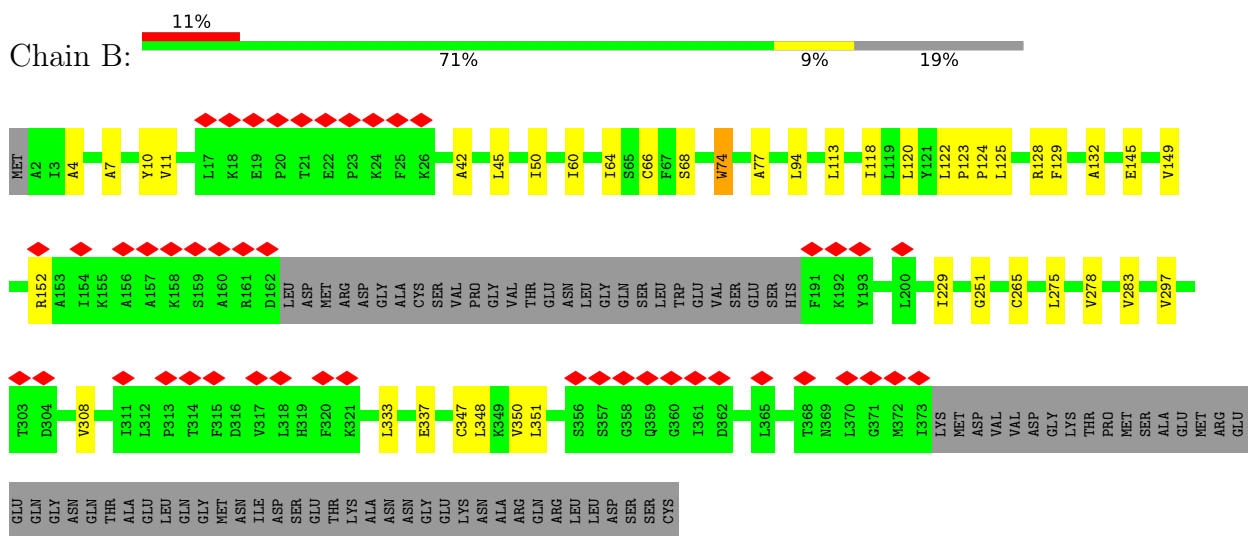 11%
Chain B:
71% 9% 19%
MET A2 I3 A4 A7 Y10 V11 L17 K18 E19 P20 T21 E22 P23 K24 F25 K26 A42 L45 I50 I60 I64 S65 C66 F67 S68 W74 A77 L94 L113 I118 L119 L120 Y121 L122 P123 P124 L125 R128 F129 A132 E145 V149
R152 A153 I154 K155 A156 A157 K158 S159 A160 R161 D162 LEU ASP MET ARG ASP GLY ALA CYS SER VAL PRO GLY VAL THR GLU ASN LEU GLY GLN SER LEU TRP GLU VAL SER GLU SER HIS F191 K192 Y193 L200 I229 G251 C265 L275 V278 V283 V297
T303 D304 V308 I311 L312 P313 T314 F315 D316 V317 L318 H319 F320 K321 L333 E337 C347 L348 K349 V350 L351 S356 S357 G358 Q359 G360 I361 D362 L365 T368 N369 L370 G371 M372 I373 LYS MET ASP VAL VAL ASP GLY LYS THR PRO MET SER ALA GLU MET ARG GLU
GLU GLN GLY ASN GLN THR ALA GLU LEU GLN GLY MET ASN ILE ASP SER GLU THR LYS ALA ASN ASN GLY GLU LYS ASN ALA ARG GLN ARG LEU LEU ASP SER SER CYS